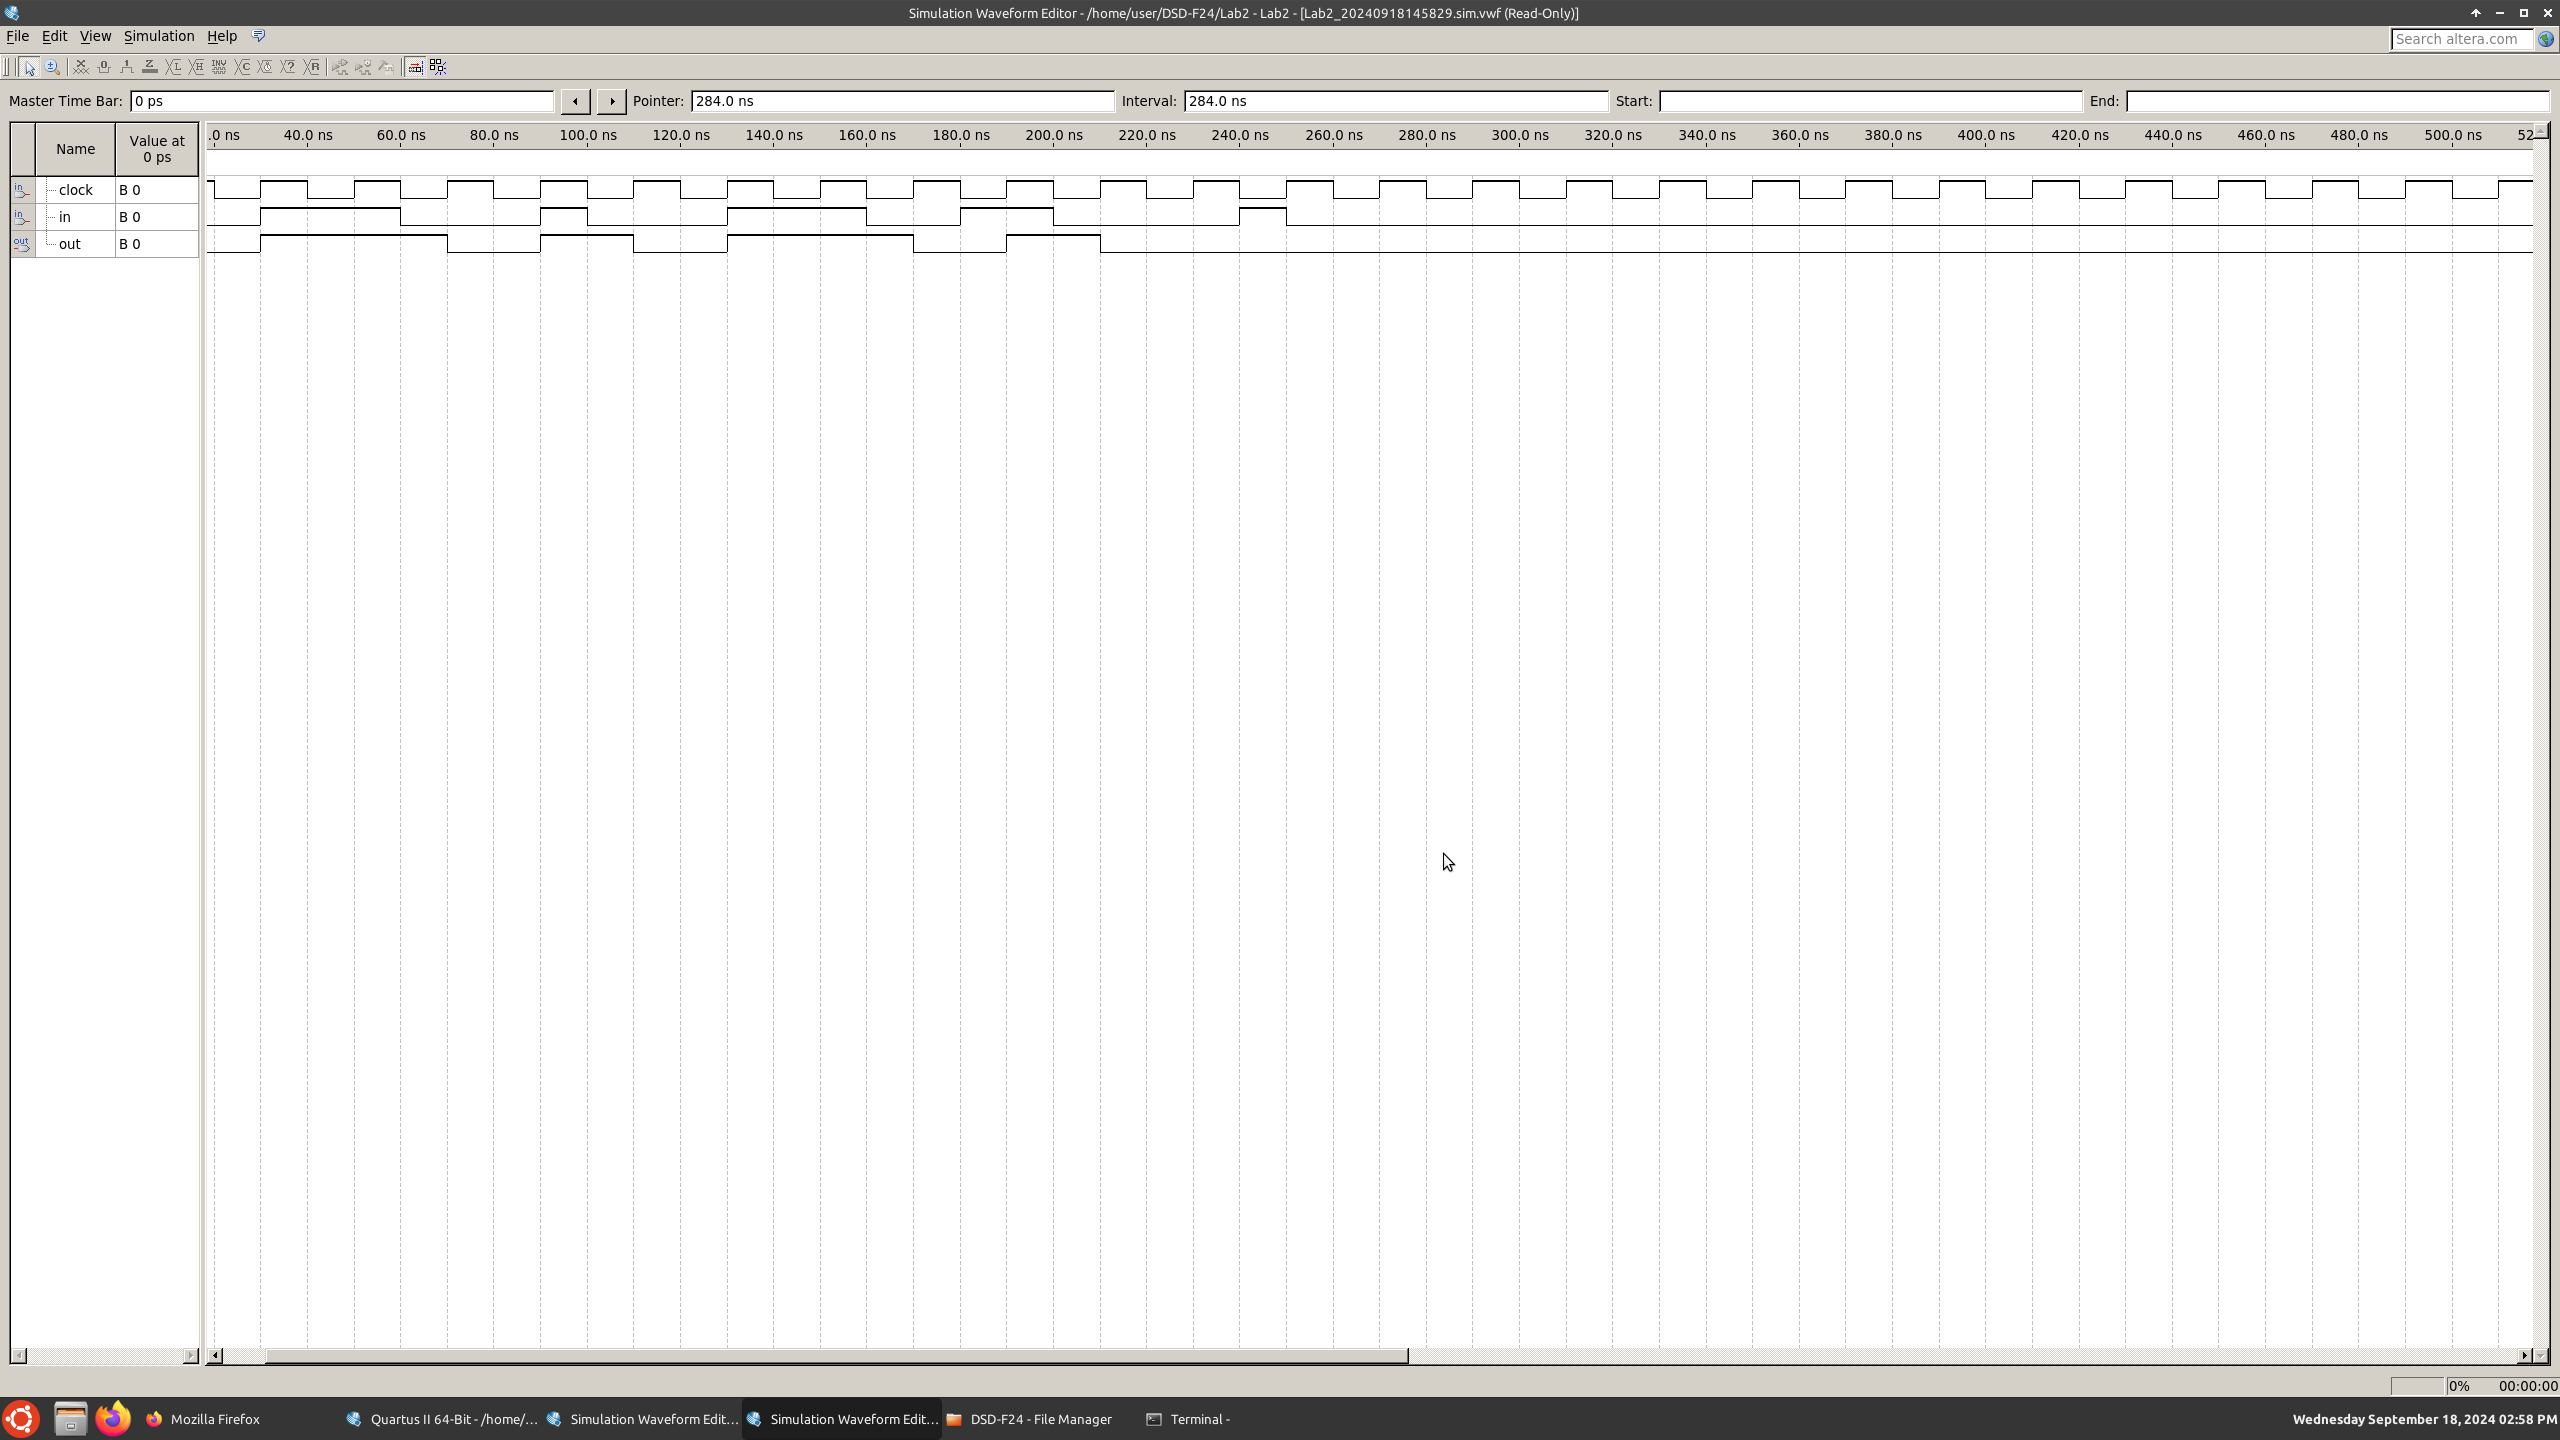 Simulation Waveform Editor - /home/user/DSD-F24/Lab2 - Lab2 - [Lab2_20240918145829.sim.vwf (Read-Only)]
File Edit View Simulation Help
Search altera.com
Master Time Bar: 0 ps Pointer: 284.0 ns Interval: 284.0 ns Start: End:
Name Value at 0 ps
.0 ns 40.0 ns 60.0 ns 80.0 ns 100.0 ns 120.0 ns 140.0 ns 160.0 ns 180.0 ns 200.0 ns 220.0 ns 240.0 ns 260.0 ns 280.0 ns 300.0 ns 320.0 ns 340.0 ns 360.0 ns 380.0 ns 400.0 ns 420.0 ns 440.0 ns 460.0 ns 480.0 ns 500.0 ns 52
in clock B 0
in in B 0
out out B 0
0% 00:00:00
Mozilla Firefox Quartus II 64-Bit - /home/... Simulation Waveform Edit... Simulation Waveform Edit... DSD-F24 - File Manager Terminal - Wednesday September 18, 2024 02:58 PM